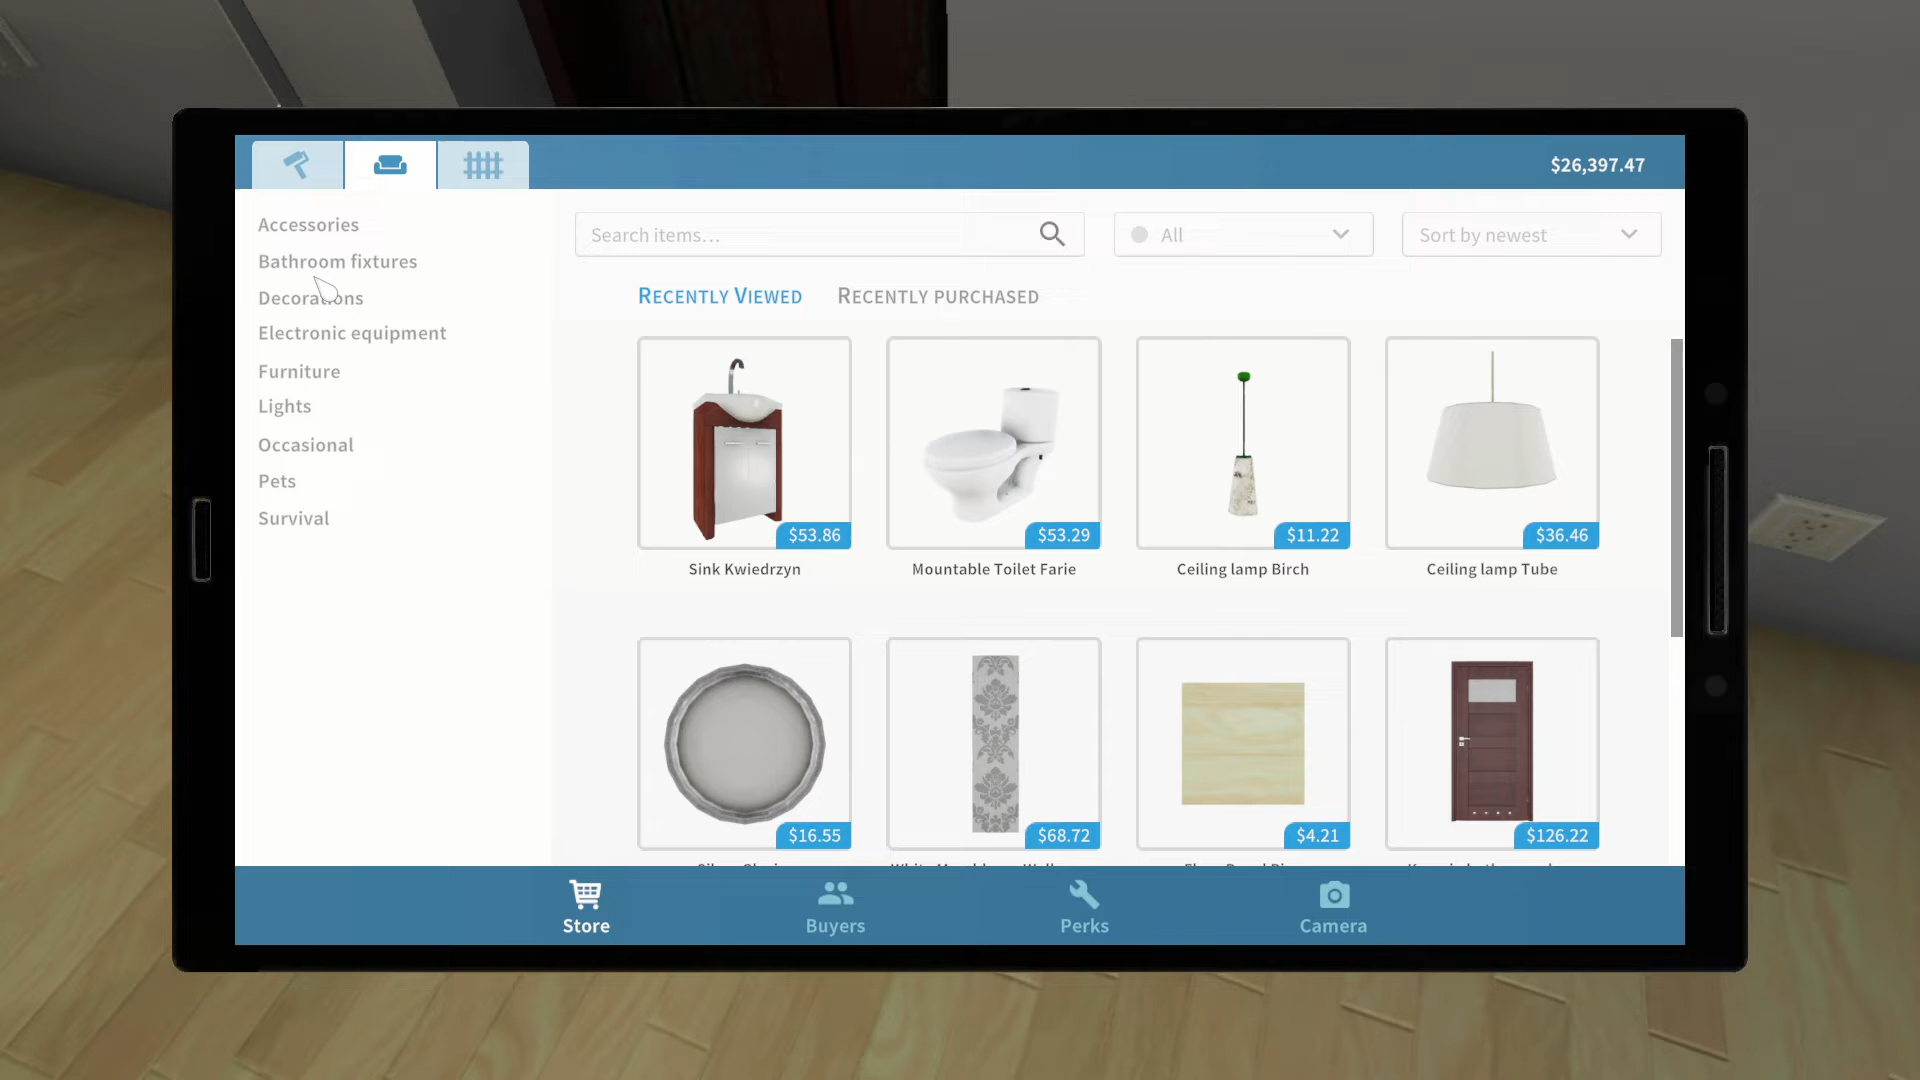 $26,397.47
Accessories
Bathroom fixtures
Decorations
Electronic equipment
Furniture
Lights
Occasional
Pets
Survival
Search items...
All
Sort by newest
RECENTLY VIEWED
RECENTLY PURCHASED
$53.86
$53.29
$11.22
$36.46
Sink Kwiedrzyn
Mountable Toilet Farie
Ceiling lamp Birch
Ceiling lamp Tube
$16.55
$68.72
$4.21
$126.22
Store
Buyers
Perks
Camera